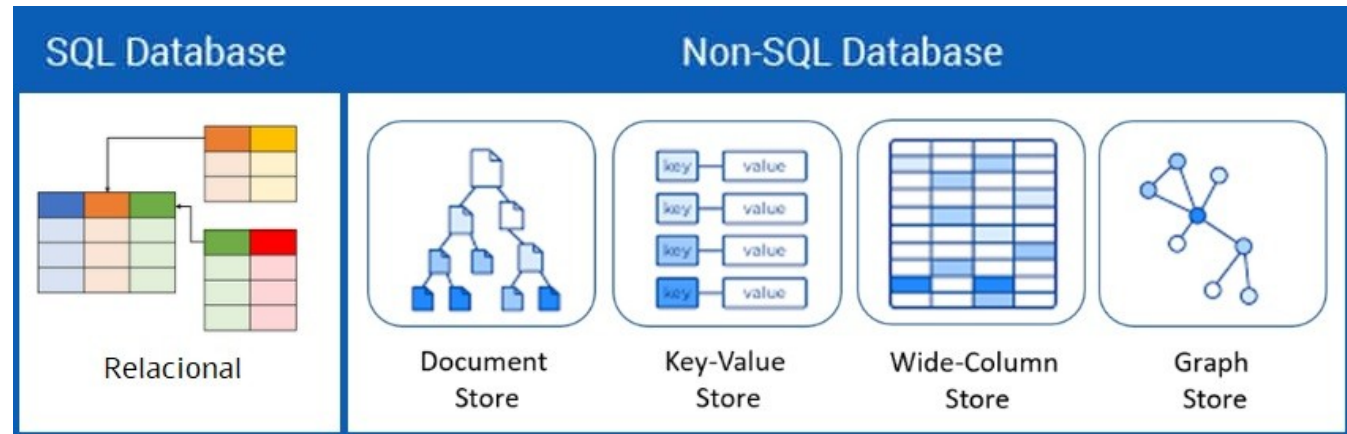 SQL Database
Non-SQL Database
key value
key value
key value
key value
Relacional
Document
Store
Key-Value
Store
Wide-Column
Store
Graph
Store